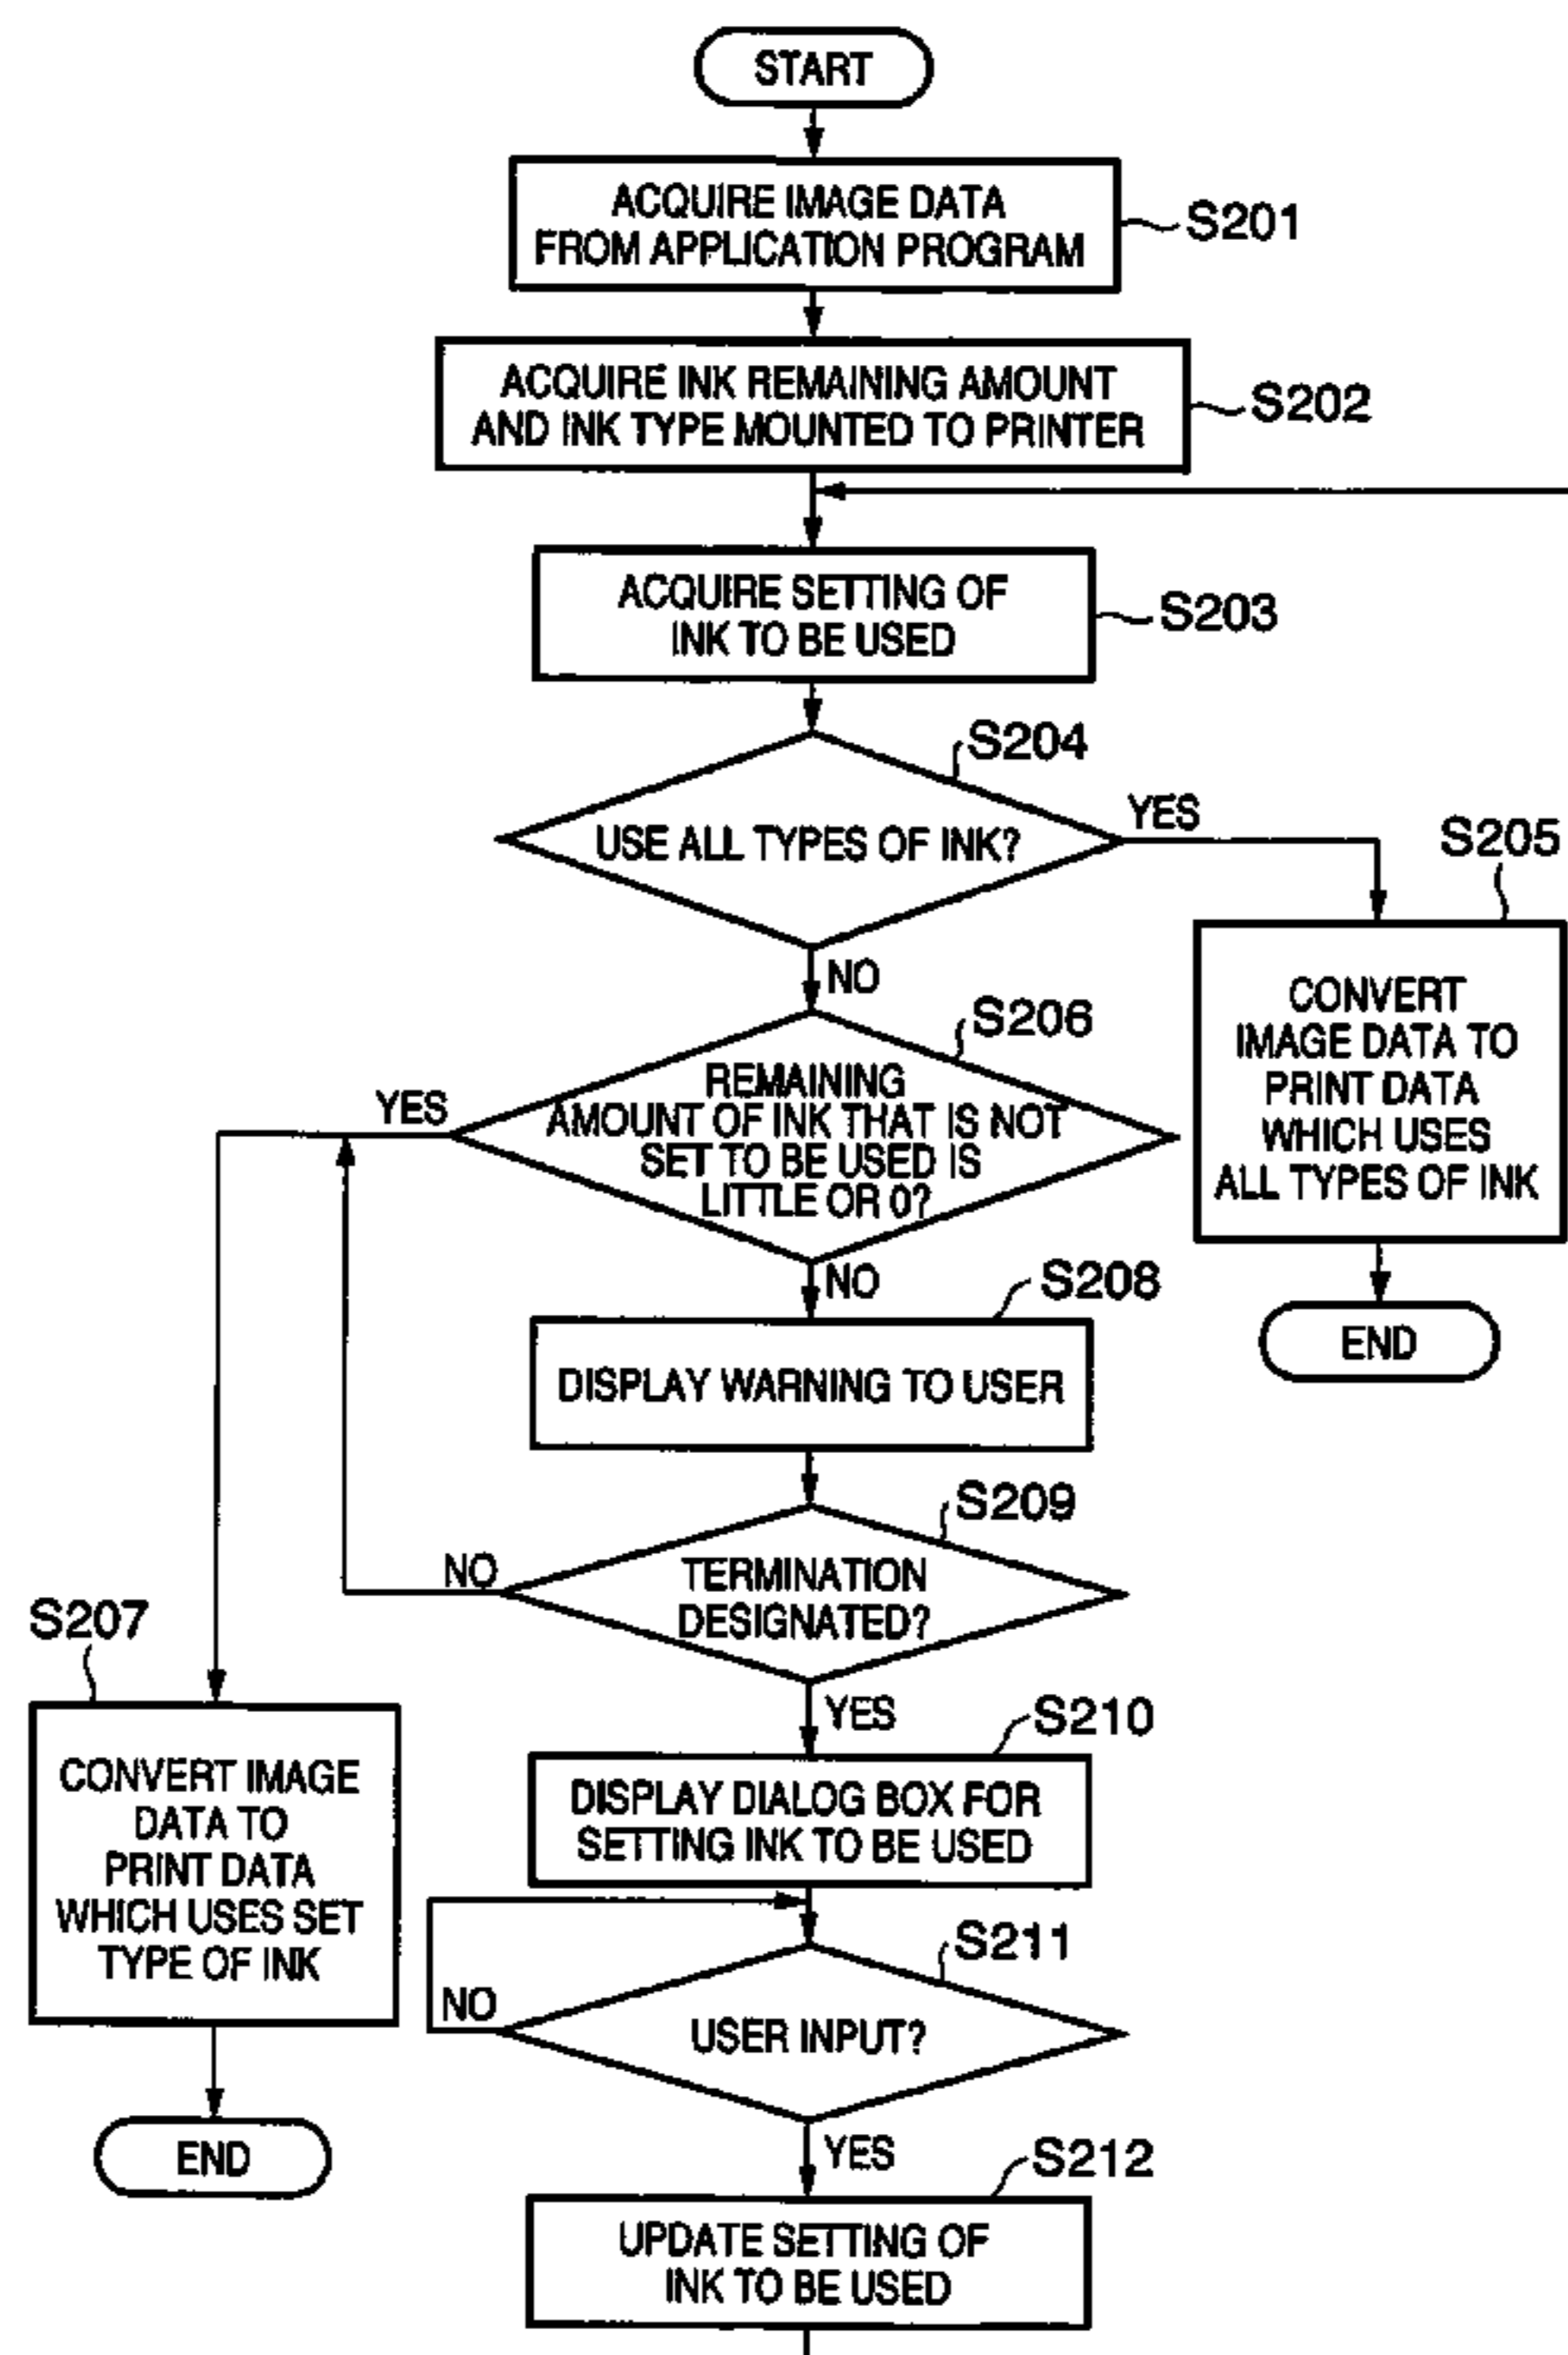 START
ACQUIRE IMAGE DATA
FROM APPLICATION PROGRAM
S201
ACQUIRE INK REMAINING AMOUNT
AND INK TYPE MOUNTED TO PRINTER
S202
ACQUIRE SETTING OF
INK TO BE USED
S203
S204
USE ALL TYPES OF INK?
YES
NO
S205
CONVERT
IMAGE DATA TO
PRINT DATA
WHICH USES
ALL TYPES OF INK
END
S206
REMAINING
AMOUNT OF INK THAT IS NOT
SET TO BE USED IS
LITTLE OR 0?
YES
NO
S208
DISPLAY WARNING TO USER
S209
TERMINATION
DESIGNATED?
NO
YES
S207
CONVERT IMAGE
DATA TO
PRINT DATA
WHICH USES SET
TYPE OF INK
END
S210
DISPLAY DIALOG BOX FOR
SETTING INK TO BE USED
S211
USER INPUT?
NO
YES
S212
UPDATE SETTING OF
INK TO BE USED